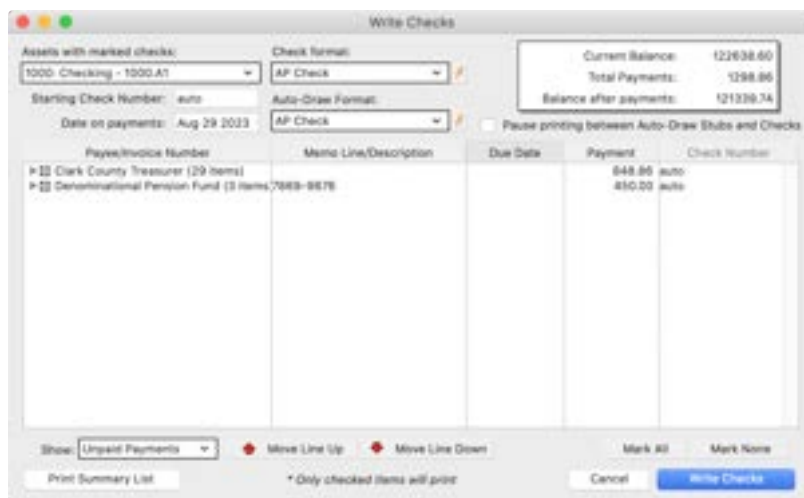 Write Checks
Assets with marked checks:
1000: Checking - 1000.A1
Starting Check Number: auto
Date on payments: Aug 29 2023
Check format:
AP Check
Auto-Draw Format:
AP Check
Current Balance: 122638.60
Total Payments: 1298.86
Balance after payments: 121339.74
Pause printing between Auto-Draw Stubs and Checks
Payee/Invoice Number Memo Line/Description Due Date Payment Check Number
Clark County Treasurer (29 items) 848.86 auto
Denominational Pension Fund (3 items 7869-9876 450.00 auto
Show: Unpaid Payments Move Line Up Move Line Down Mark All Mark None
Print Summary List * Only checked items will print Cancel Write Checks